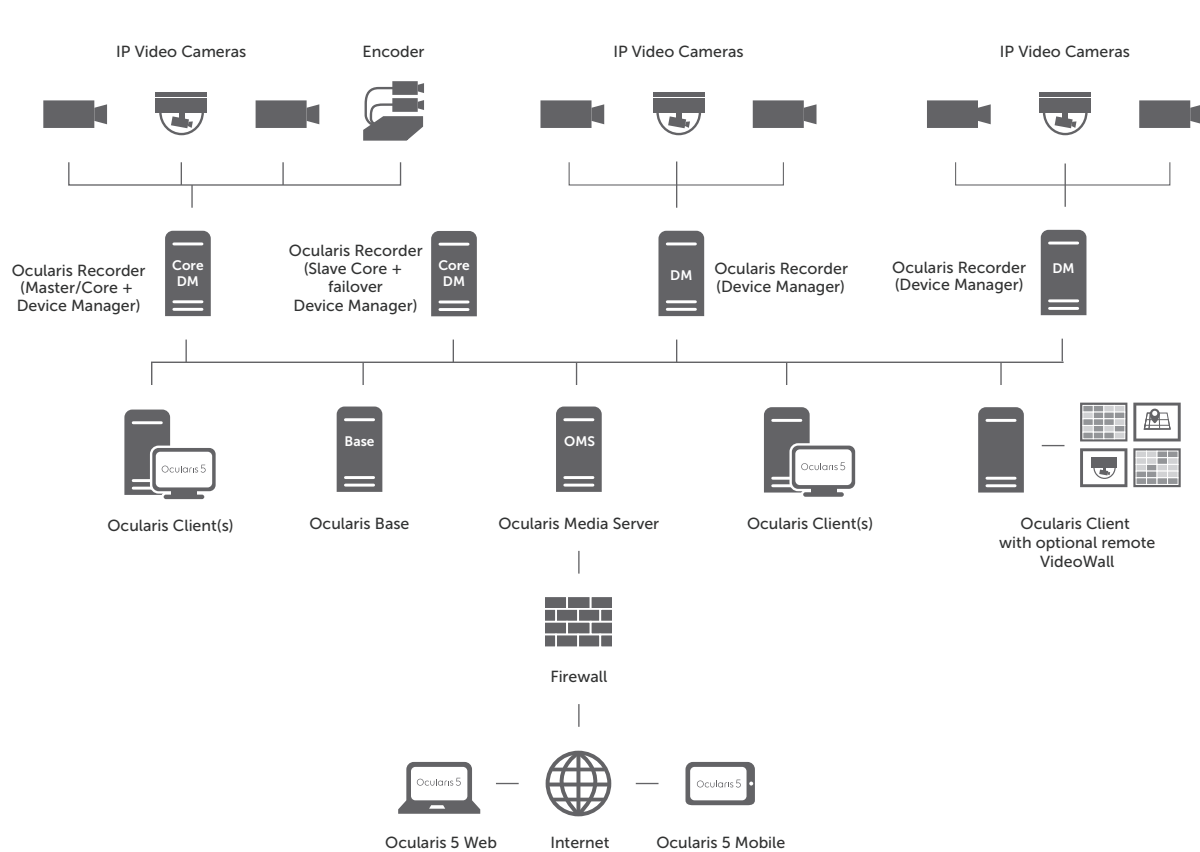 IP Video Cameras
Encoder
IP Video Cameras
IP Video Cameras
Ocularis Recorder
(Master/Core +
Device Manager)
Core
DM
Ocularis Recorder
(Slave Core +
failover
Device Manager)
Core
DM
DM
Ocularis Recorder
(Device Manager)
Ocularis Recorder
(Device Manager)
DM
Ocularis 5
Ocularis Client(s)
Base
Ocularis Base
OMS
Ocularis Media Server
Ocularis 5
Ocularis Client(s)
Ocularis Client
with optional remote
VideoWall
Firewall
Ocularis 5
Ocularis 5 Web
Internet
Ocularis 5
Ocularis 5 Mobile